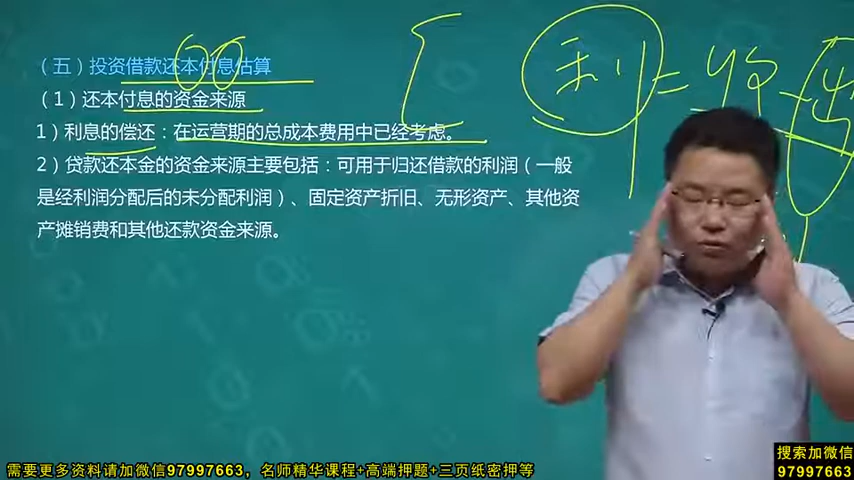 （五）投资借款还本付息估算
（1）还本付息的资金来源
1）利息的偿还：在运营期的总成本费用中已经考虑。
2）贷款还本金的资金来源主要包括：可用于归还借款的利润（一般
是经利润分配后的未分配利润）、固定资产折旧、无形资产、其他资
产摊销费和其他还款资金来源。
利 = 收 -
需要更多资料请加微信97997663，名师精华课程+高端押题+三页纸密押等
搜索加微信
97997663